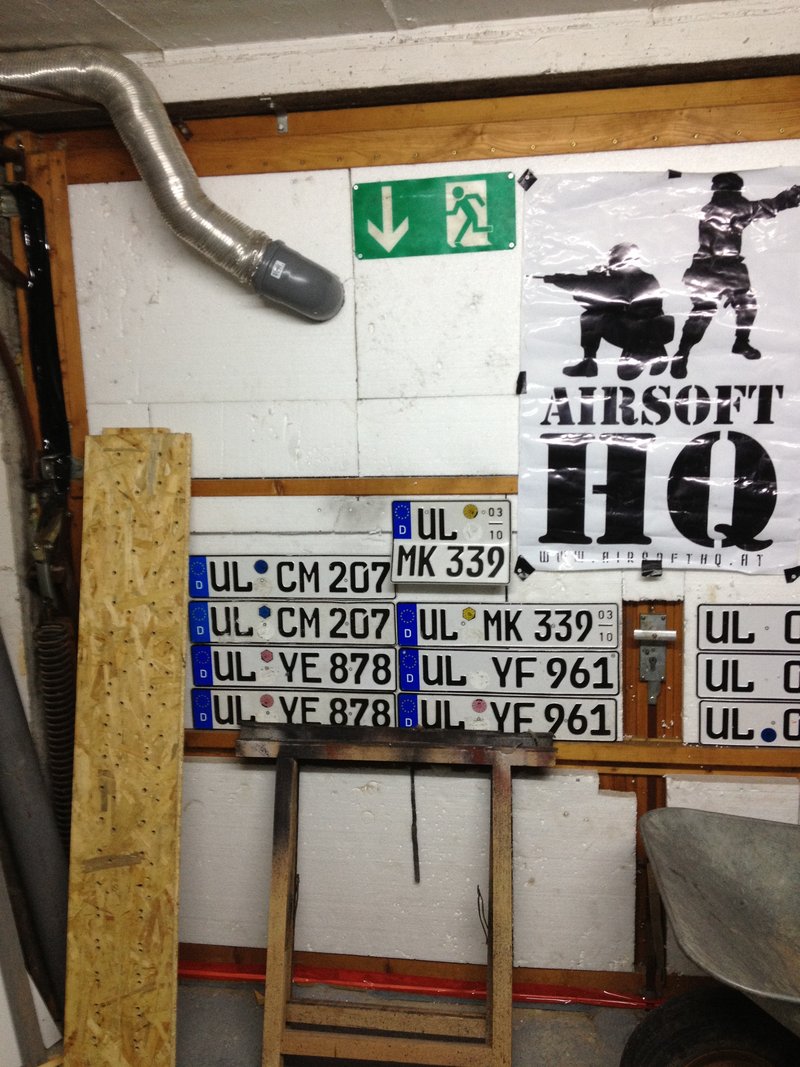 AIRSOFT
HQ
WWW.AIRSOFTHQ.AT
D UL 03 10
MK 339
D UL CM 207
D UL CM 207
D UL MK 339 03 10
D UL YE 878
D UL YF 961
D UL YE 878
D UL YF 961
UL
UL
UL